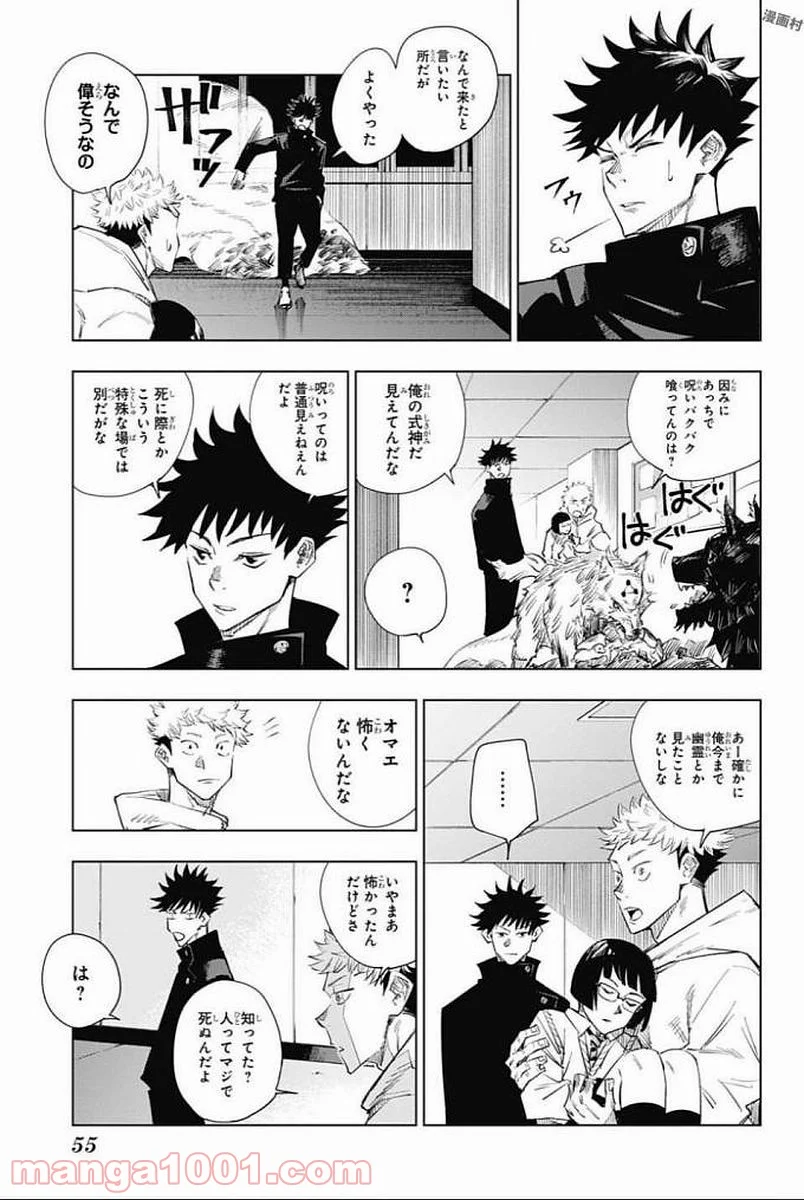 漫画村
フゥ
なんで来たと
言いたい
所だが
よくやった
ザッ
ザッ
なんで
偉そうなの
因みに
あっちで
呪いバクバク
喰ってんのは?
はぐっ
はぐっ
俺の式神だ
見えてんだな
?
呪いってのは
普通見えねえん
だよ
死に際とか
こういう
特殊な場では
別だがな
あー確かに
俺今まで
幽霊とか
見たこと
ないしな
……
オマエ
怖く
ないんだな
いやまあ
怖かったん
だけどさ
知ってた?
人ってマジで
死ぬんだよ
は?
55
manga1001.com